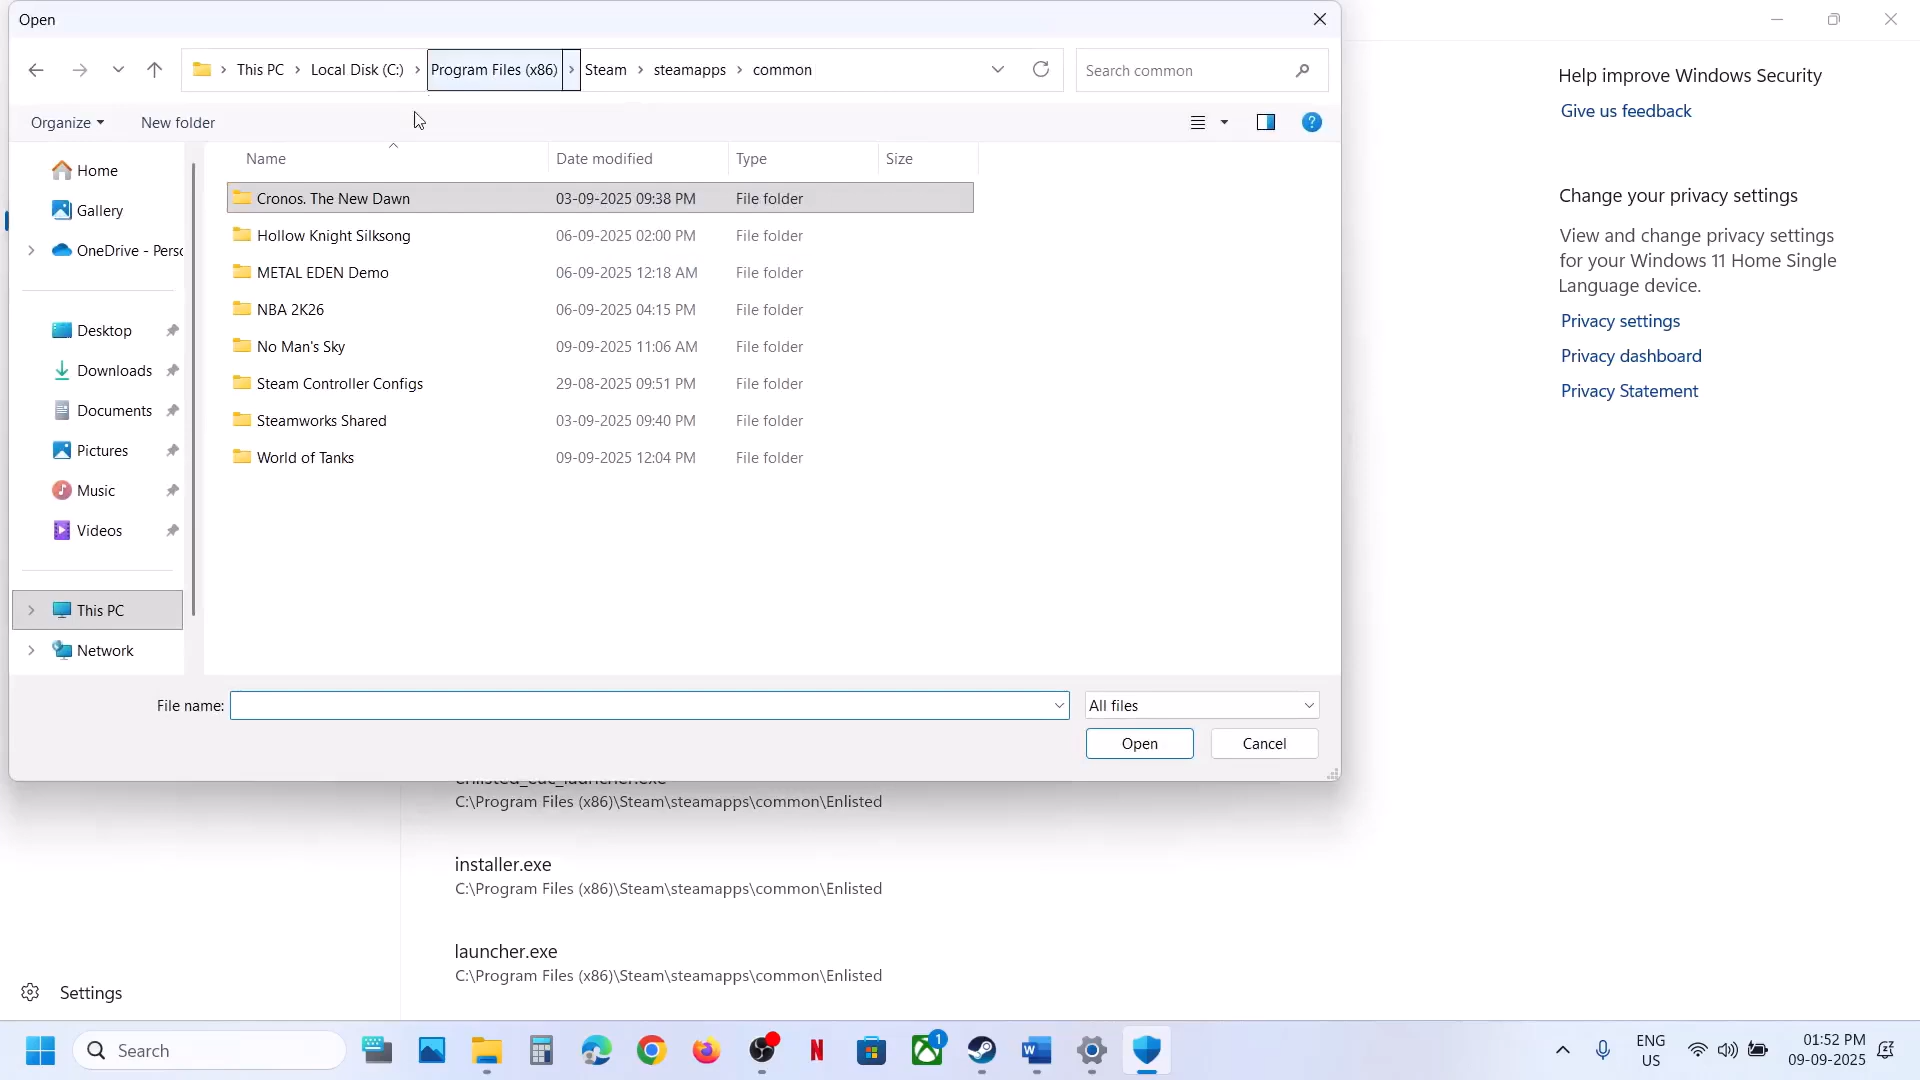 Open
This PC
Local Disk (C:)
Program Files (x86)
Steam
steamapps
common
Search common
Organize
New folder
Name
Date modified
Type
Size
Cronos. The New Dawn 03-09-2025 09:38 PM File folder
Hollow Knight Silksong 06-09-2025 02:00 PM File folder
METAL EDEN Demo 06-09-2025 12:18 AM File folder
NBA 2K26 06-09-2025 04:15 PM File folder
No Man's Sky 09-09-2025 11:06 AM File folder
Steam Controller Configs 29-08-2025 09:51 PM File folder
Steamworks Shared 03-09-2025 09:40 PM File folder
World of Tanks 09-09-2025 12:04 PM File folder
Home
Gallery
OneDrive - Persc
Desktop
Downloads
Documents
Pictures
Music
Videos
This PC
Network
File name:
All files
Open
Cancel
Help improve Windows Security
Give us feedback
Change your privacy settings
View and change privacy settings
for your Windows 11 Home Single
Language device.
Privacy settings
Privacy dashboard
Privacy Statement
enlisted_eac_launcher.exe
C:\Program Files (x86)\Steam\steamapps\common\Enlisted
installer.exe
C:\Program Files (x86)\Steam\steamapps\common\Enlisted
launcher.exe
C:\Program Files (x86)\Steam\steamapps\common\Enlisted
Settings
Search
1
ENG
US
01:52 PM
09-09-2025